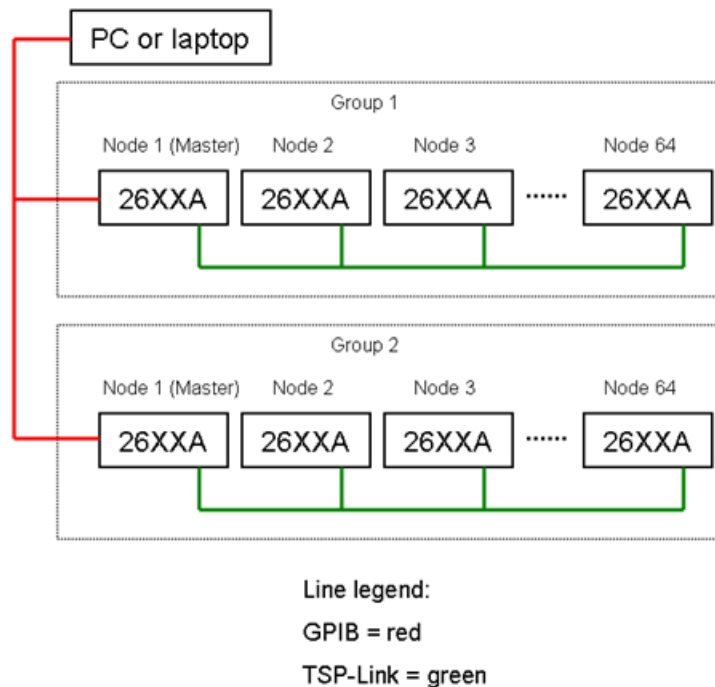 PC or laptop
Group 1
Node 1 (Master) Node 2 Node 3 Node 64
26XXA 26XXA 26XXA ...... 26XXA
Group 2
Node 1 (Master) Node 2 Node 3 Node 64
26XXA 26XXA 26XXA ...... 26XXA
Line legend:
GPIB = red
TSP-Link = green